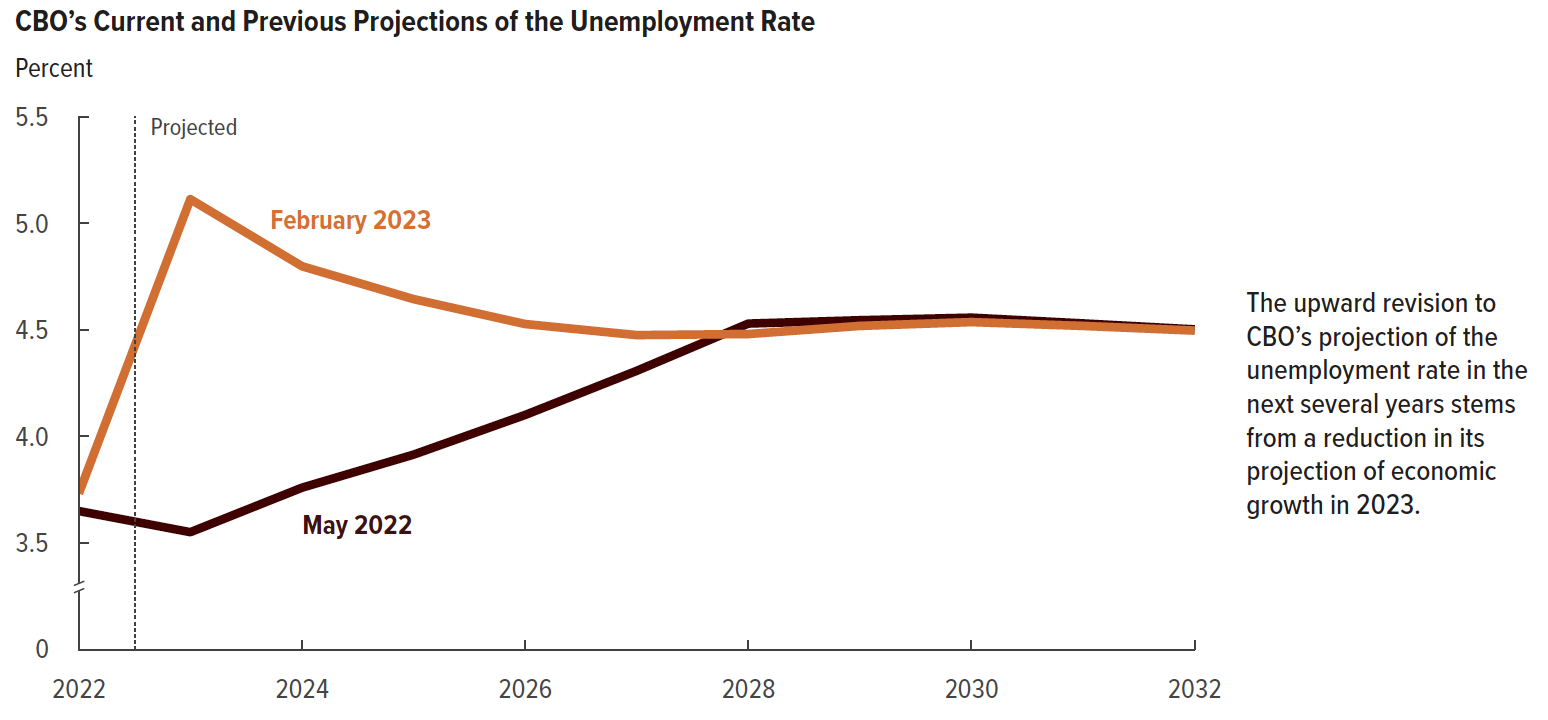 CBO’s Current and Previous Projections of the Unemployment Rate
Percent
5.5
Projected
5.0
February 2023
4.5
The upward revision to
CBO’s projection of the
unemployment rate in the
next several years stems
from a reduction in its
projection of economic
growth in 2023.
4.0
May 2022
3.5
0
2022
2024
2026
2028
2030
2032